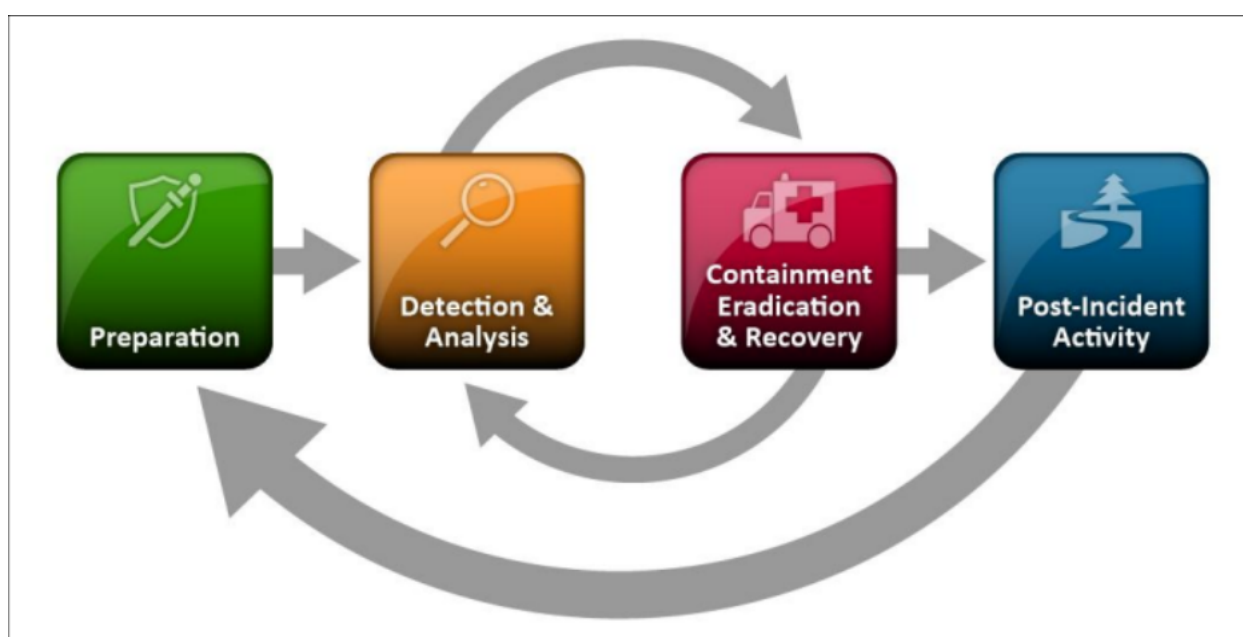 Preparation
Detection &
Analysis
Containment
Eradication
& Recovery
Post-Incident
Activity